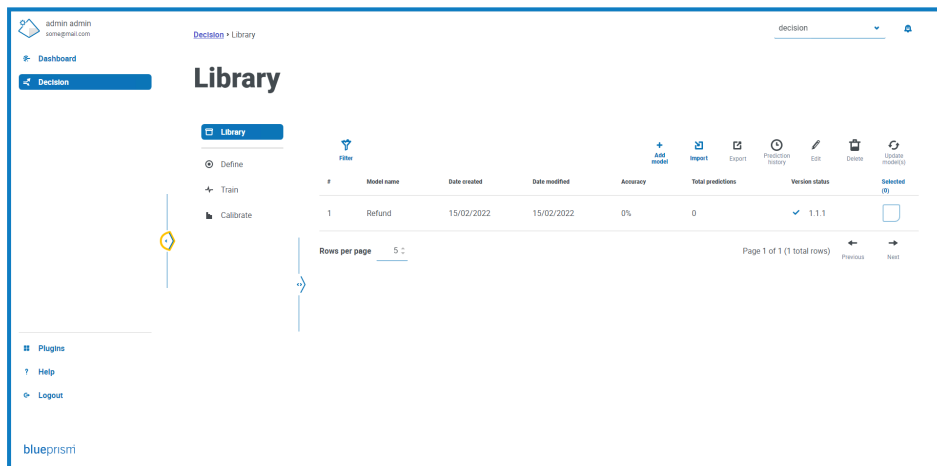 admin admin
some@mail.com
Dashboard
Decision
Plugins
? Help
Logout
blueprism
Decision › Library
decision
Library
Library
Define
Train
Calibrate
Filter
Add model
Import
Export
Prediction history
Edit
Delete
Update model(s)
# Model name Date created Date modified Accuracy Total predictions Version status Selected (0)
1 Refund 15/02/2022 15/02/2022 0% 0 1.1.1
Rows per page 5
Page 1 of 1 (1 total rows)
Previous
Next